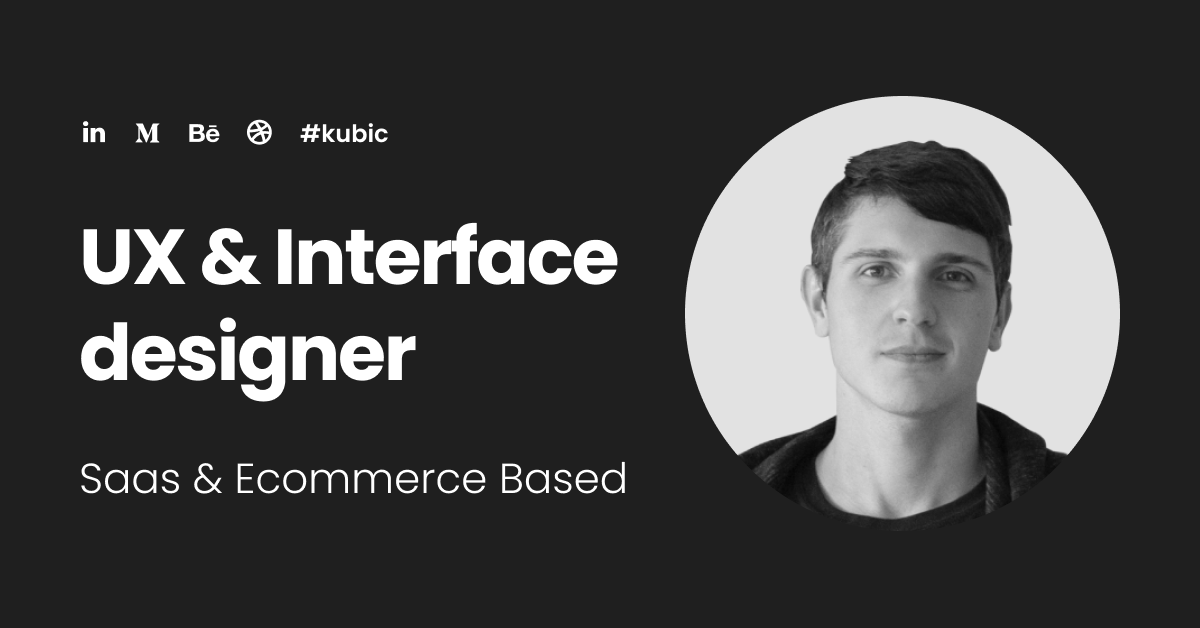 in M Bē #kubic
UX & Interface
designer
Saas & Ecommerce Based